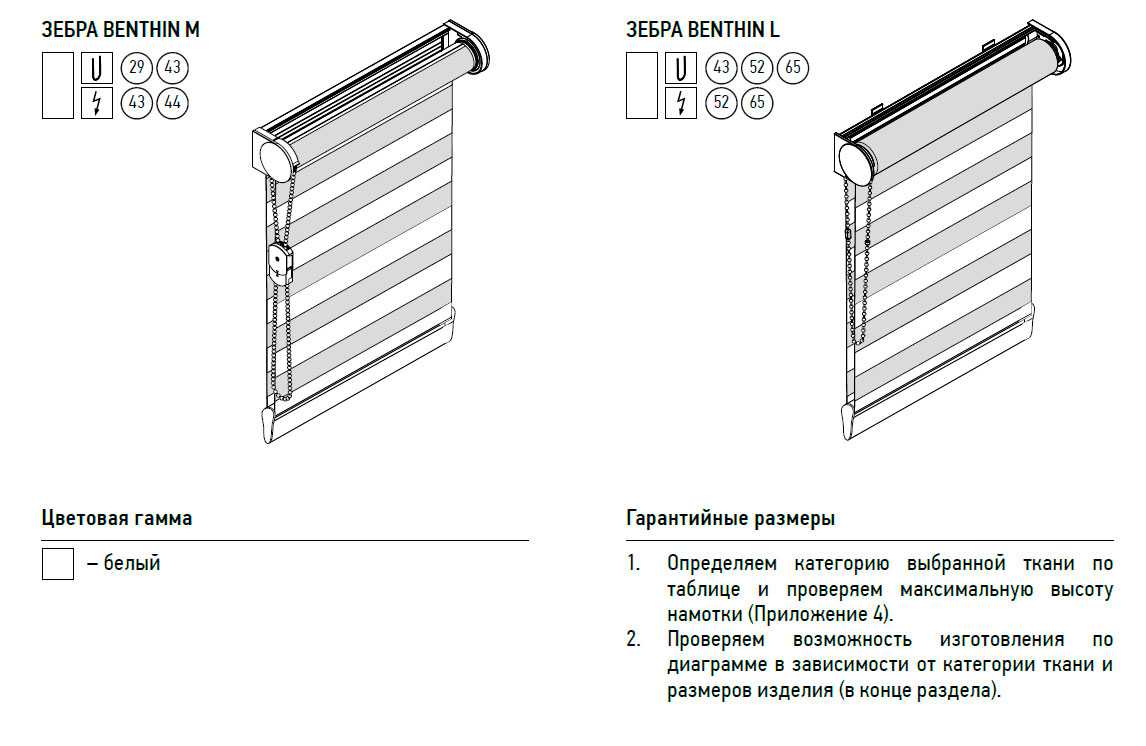 ЗЕБРА BENTHIN M
29 43
43 44
ЗЕБРА BENTHIN L
43 52 65
52 65
Цветовая гамма
– белый
Гарантийные размеры
1. Определяем категорию выбранной ткани по
таблице и проверяем максимальную высоту
намотки (Приложение 4).
2. Проверяем возможность изготовления по
диаграмме в зависимости от категории ткани и
размеров изделия (в конце раздела).